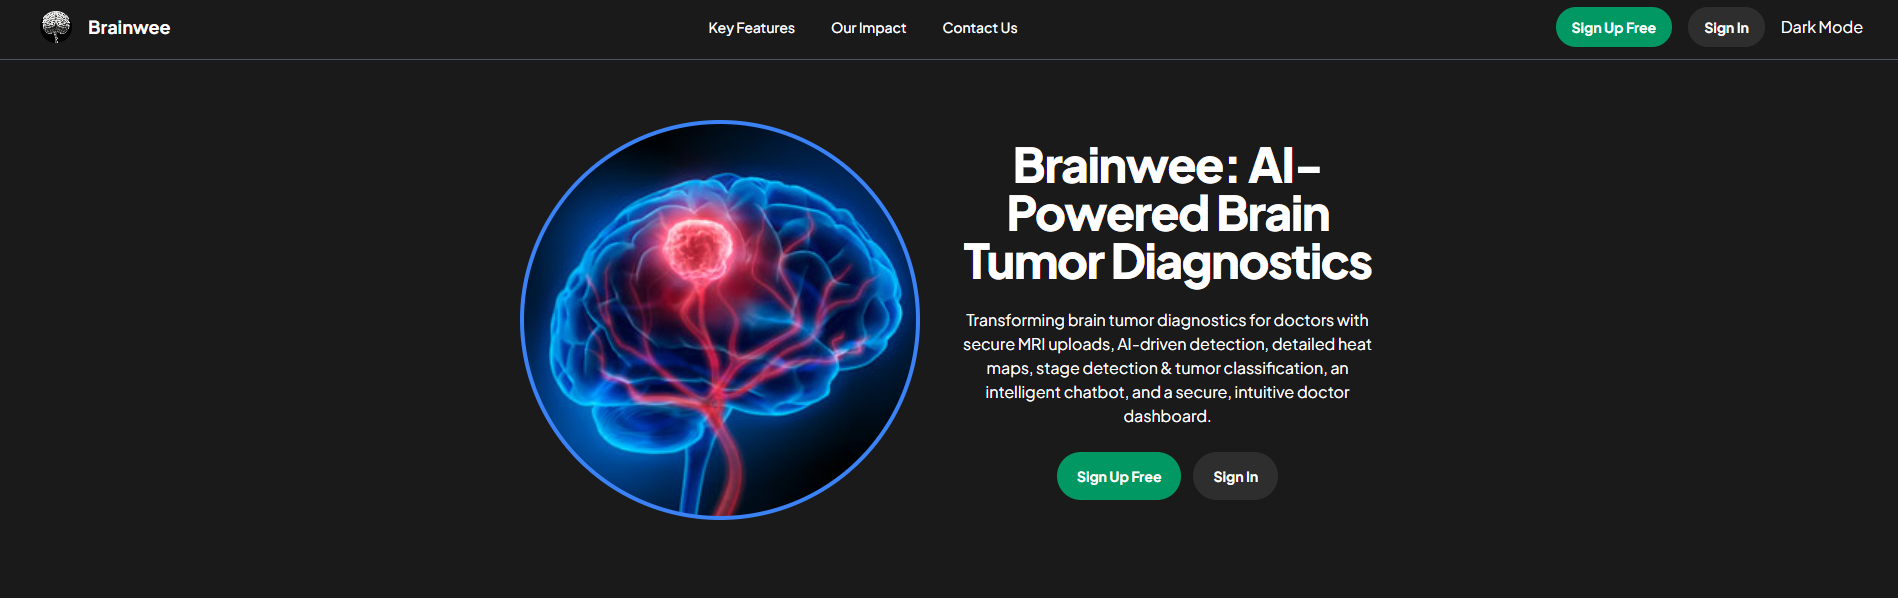 Brainwee
Key Features
Our Impact
Contact Us
Sign Up Free
Sign In
Dark Mode
Brainwee: AI-
Powered Brain
Tumor Diagnostics
Transforming brain tumor diagnostics for doctors with
secure MRI uploads, AI-driven detection, detailed heat
maps, stage detection & tumor classification, an
intelligent chatbot, and a secure, intuitive doctor
dashboard.
Sign Up Free
Sign In